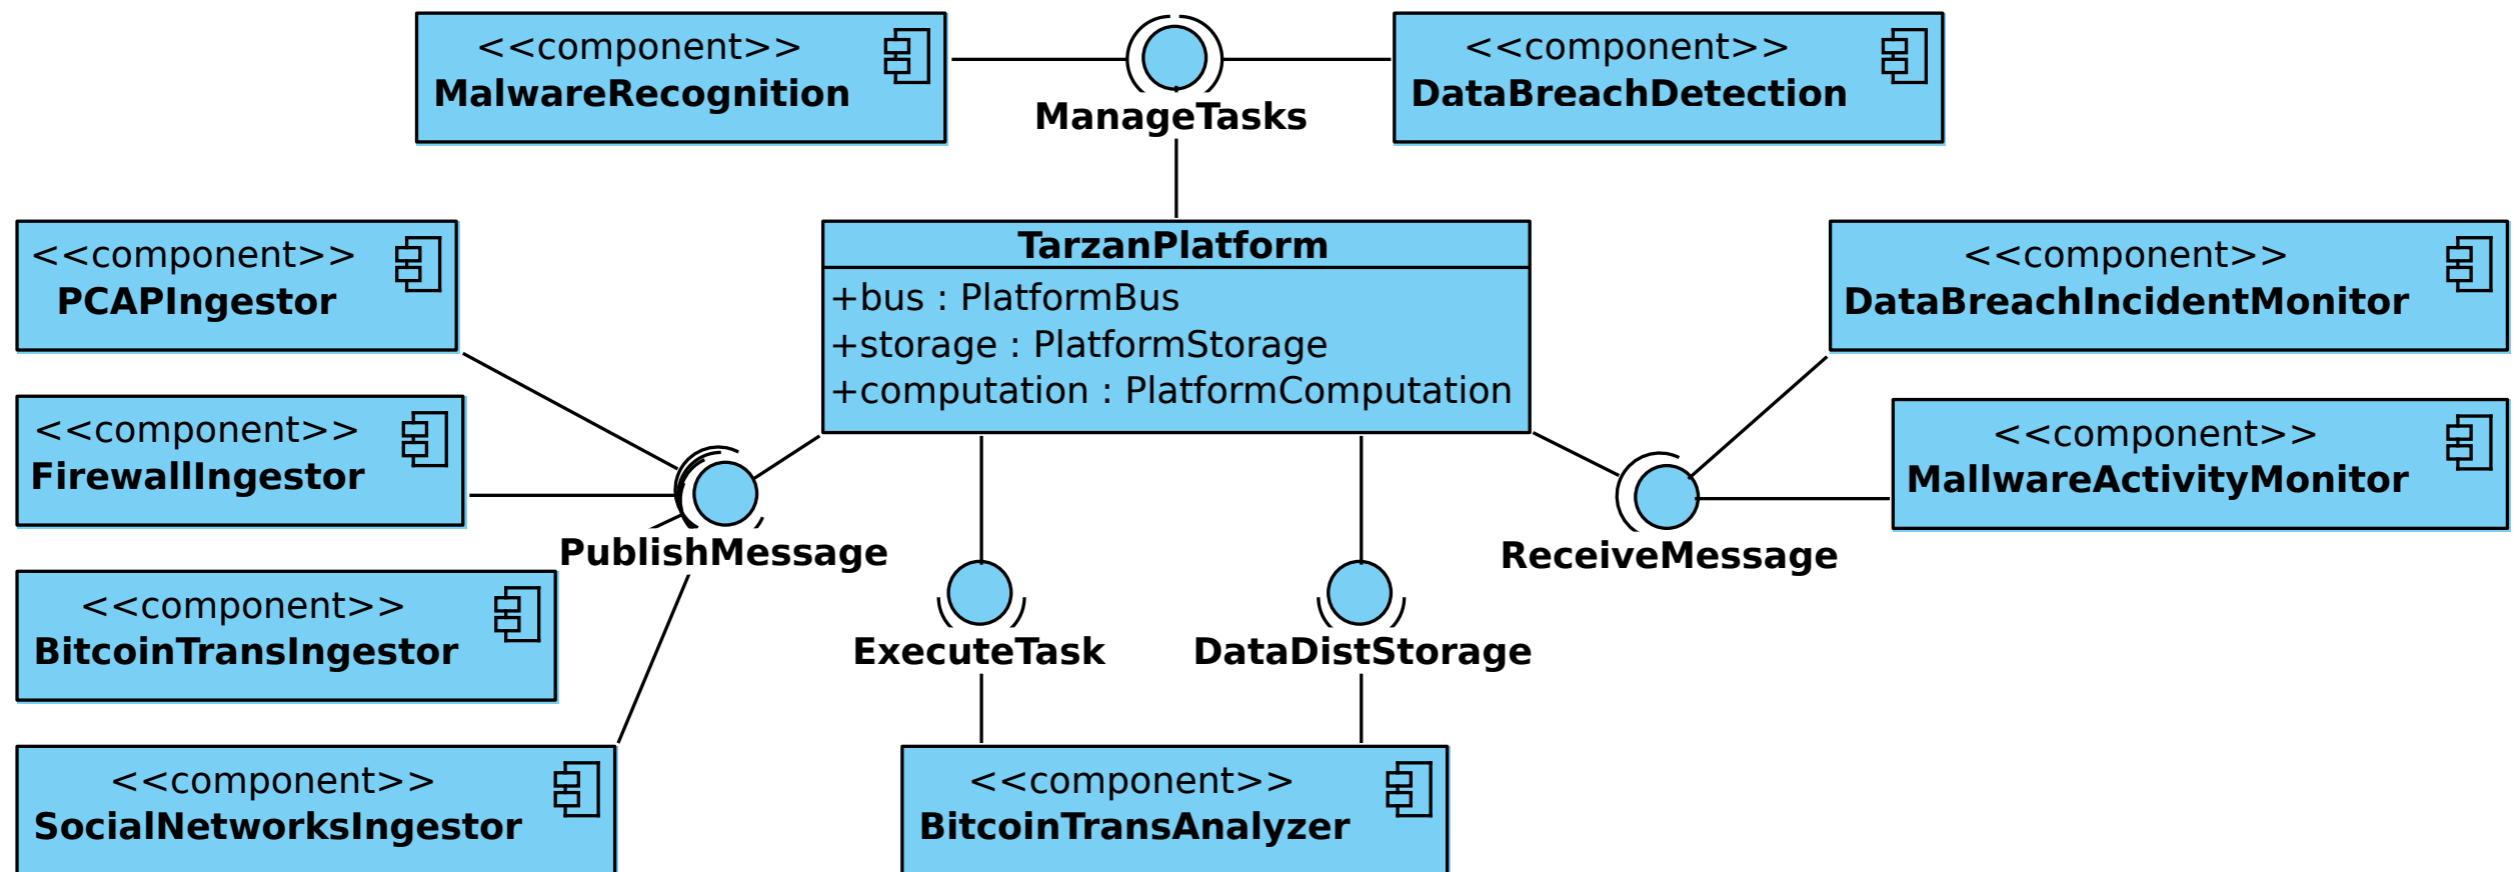 <<component>>
MalwareRecognition
ManageTasks
<<component>>
DataBreachDetection
<<component>>
PCAPIngestor
TarzanPlatform
+bus : PlatformBus
+storage : PlatformStorage
+computation : PlatformComputation
<<component>>
DataBreachIncidentMonitor
<<component>>
FirewallIngestor
<<component>>
MallwareActivityMonitor
PublishMessage
ReceiveMessage
<<component>>
BitcoinTransIngestor
ExecuteTask
DataDistStorage
<<component>>
SocialNetworksIngestor
<<component>>
BitcoinTransAnalyzer